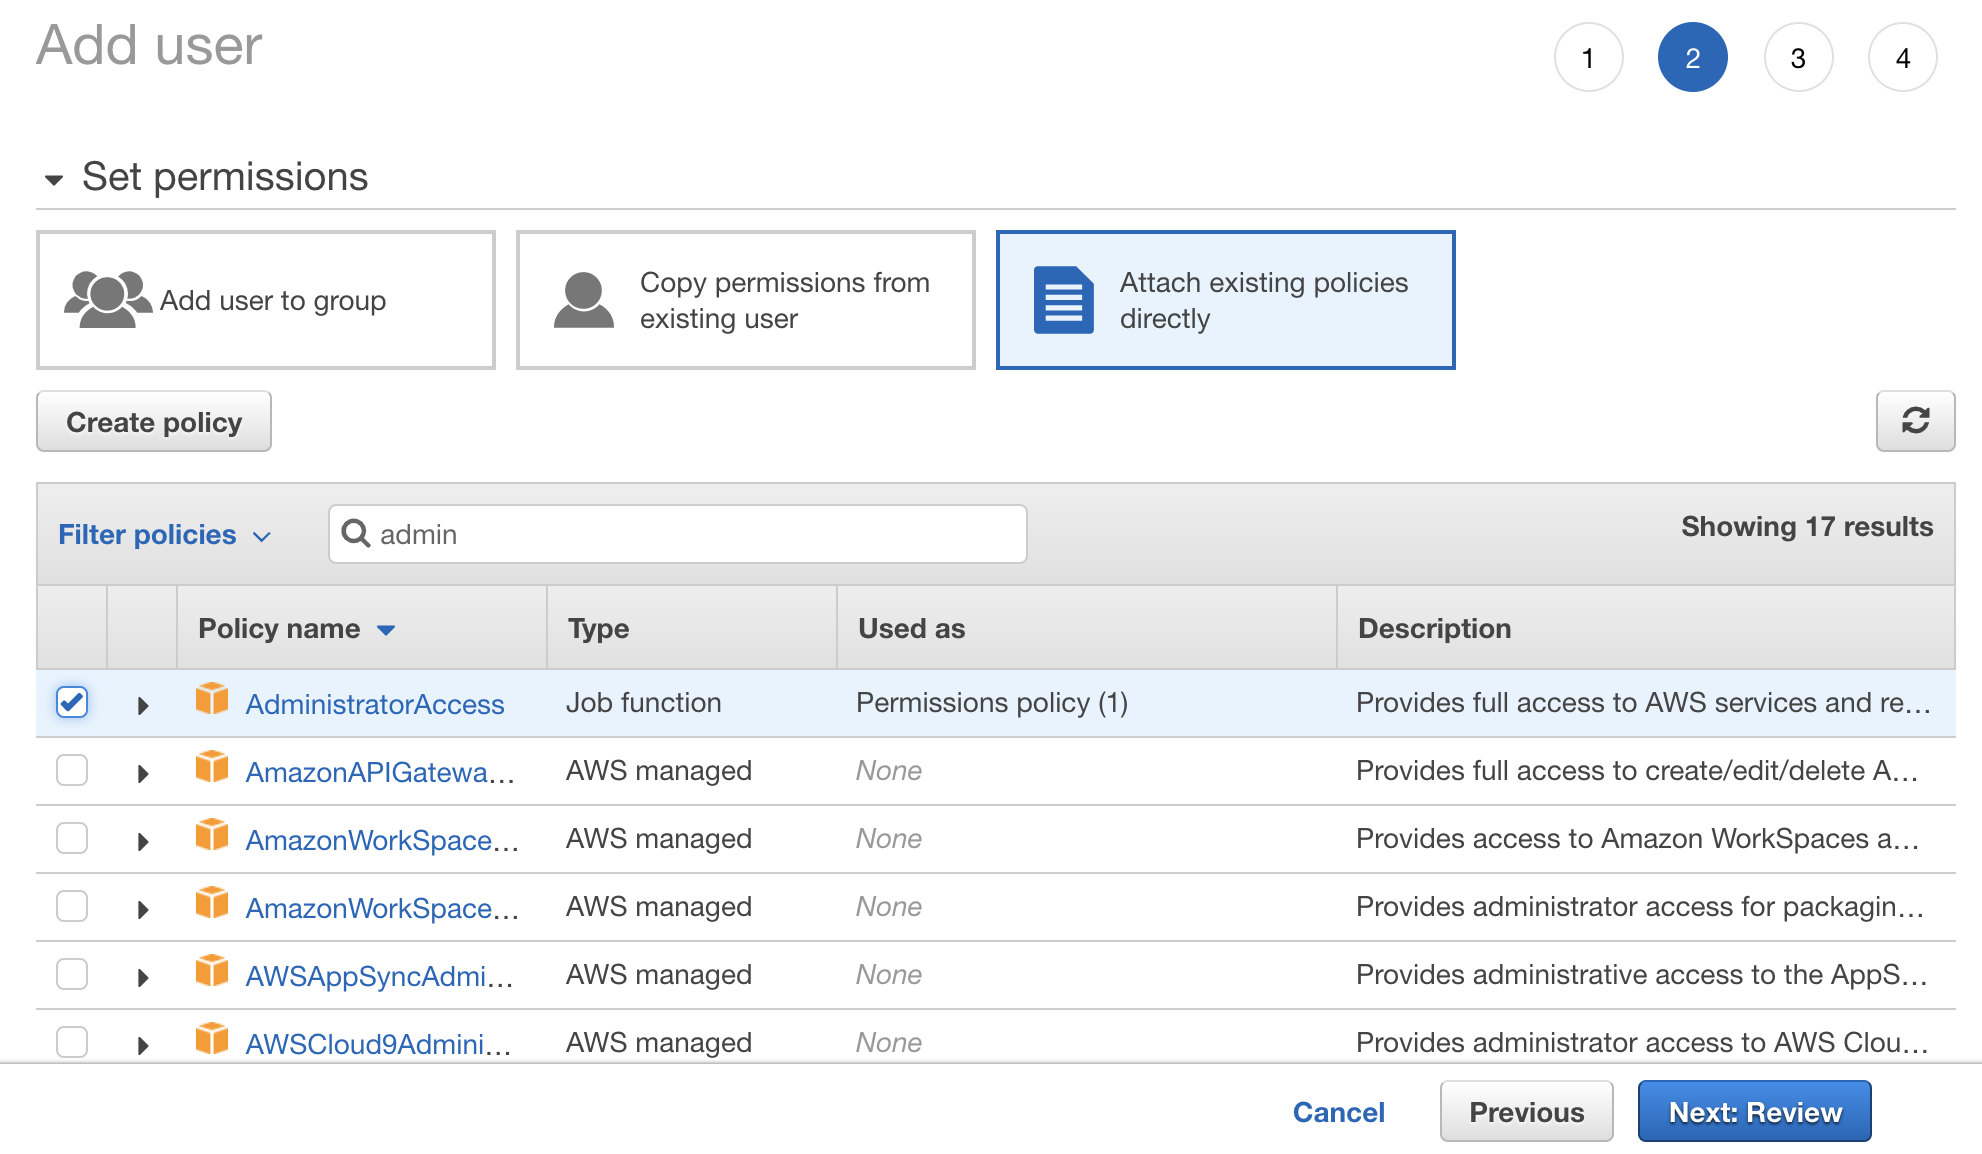 Add user
1 2 3 4
Set permissions
Add user to group
Copy permissions from
existing user
Attach existing policies
directly
Create policy
Filter policies
admin
Showing 17 results
Policy name Type Used as Description
AdministratorAccess Job function Permissions policy (1) Provides full access to AWS services and re...
AmazonAPIGatewa... AWS managed None Provides full access to create/edit/delete A...
AmazonWorkSpace... AWS managed None Provides access to Amazon WorkSpaces a...
AmazonWorkSpace... AWS managed None Provides administrator access for packagin...
AWSAppSyncAdmi... AWS managed None Provides administrative access to the AppS...
AWSCloud9Admini... AWS managed None Provides administrator access to AWS Clou...
Cancel Previous Next: Review